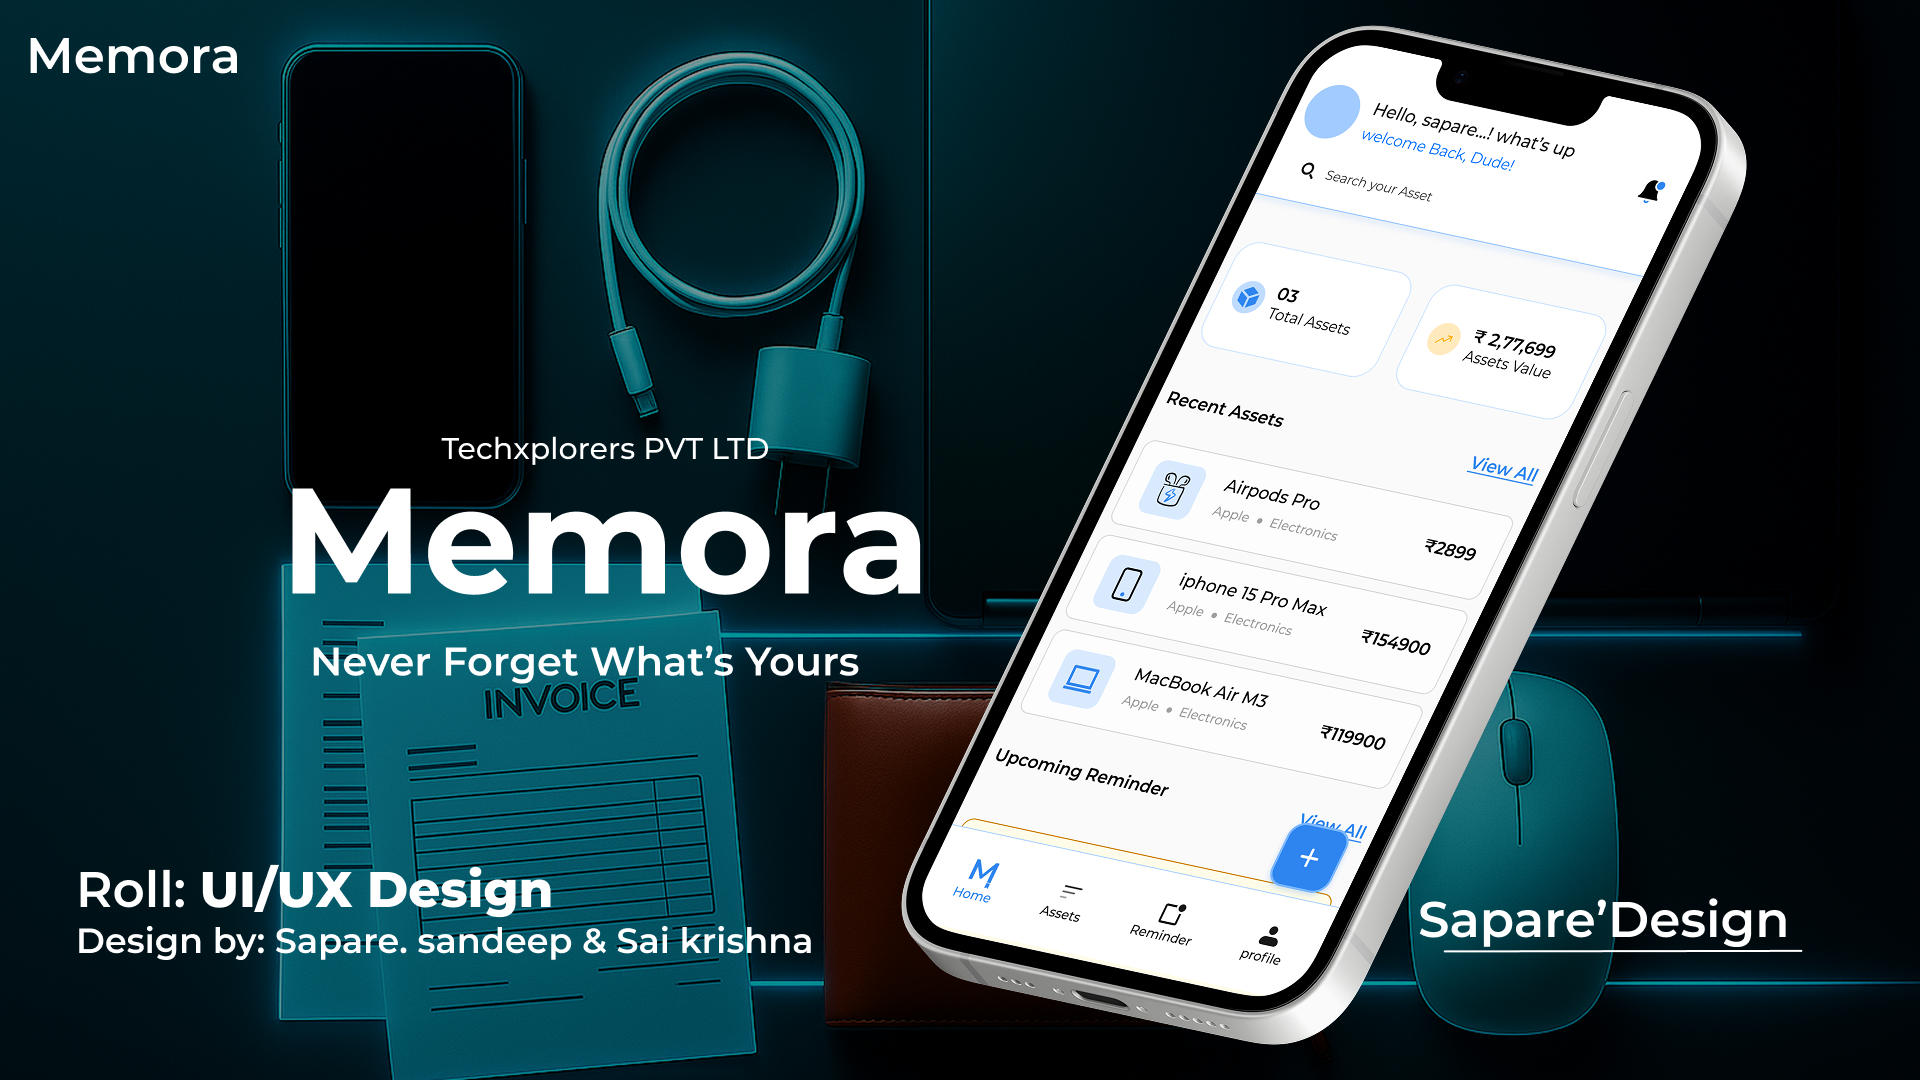 Memora
Techxplorers PVT LTD
Memora
Never Forget What's Yours
INVOICE
Roll: UI/UX Design
Design by: Sapare. sandeep & Sai krishna
Hello, sapare...! what's up
welcome Back, Dude!
Search your Asset
03
Total Assets
₹ 2,77,699
Assets Value
Recent Assets
View All
Airpods Pro
Apple • Electronics
₹2899
iphone 15 Pro Max
Apple • Electronics
₹154900
MacBook Air M3
Apple • Electronics
₹119900
Upcoming Reminder
View All
+
Home
Assets
Reminder
profile
Sapare'Design